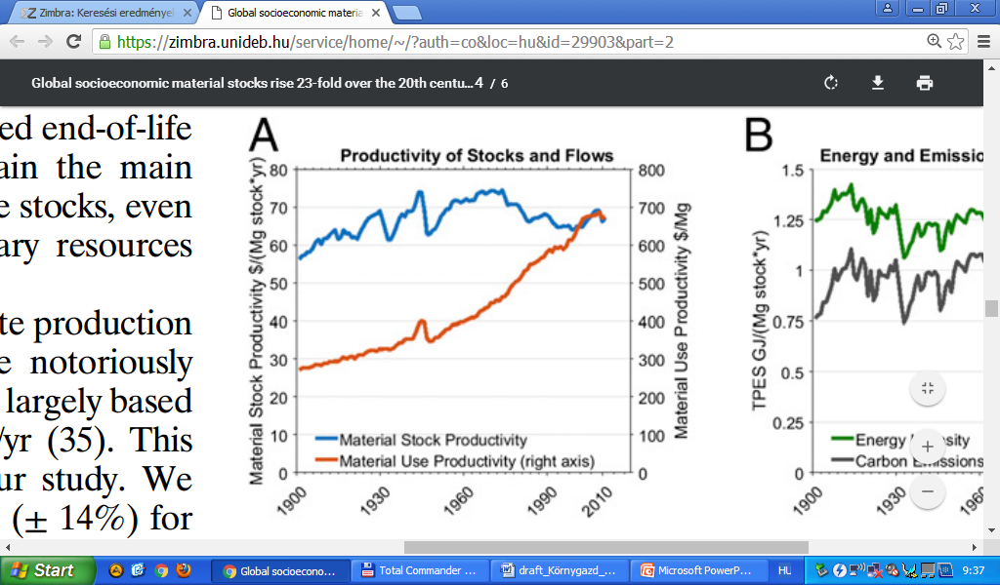 Zimbra: Keresési eredménye
Global socioeconomic materia
https://zimbra.unideb.hu/service/home/~/?auth=co&loc=hu&id=29903&part=2
Global socioeconomic material stocks rise 23-fold over the 20th centu... 4 / 6
ed end-of-life
ain the main
e stocks, even
ary resources
te production
e notoriously
largely based
/yr (35). This
ur study. We
(± 14%) for
A
Productivity of Stocks and Flows
Material Stock Productivity $/(Mg stock*yr)
80
70
60
50
40
30
20
10
0
800
700
600
500
400
300
200
100
0
Material Use Productivity $/Mg
Material Stock Productivity
Material Use Productivity (right axis)
1900
1930
1960
1990
2010
B
Energy and Emissio
TPES GJ/(Mg stock*yr)
1.5
1.25
1
0.75
0.5
0.25
0
Energy
sity
Carbon Emissions
1900
1930
196
Start
Global socioecono...
Total Commander ...
draft_Környgazd_...
Microsoft PowerP...
HU
9:37